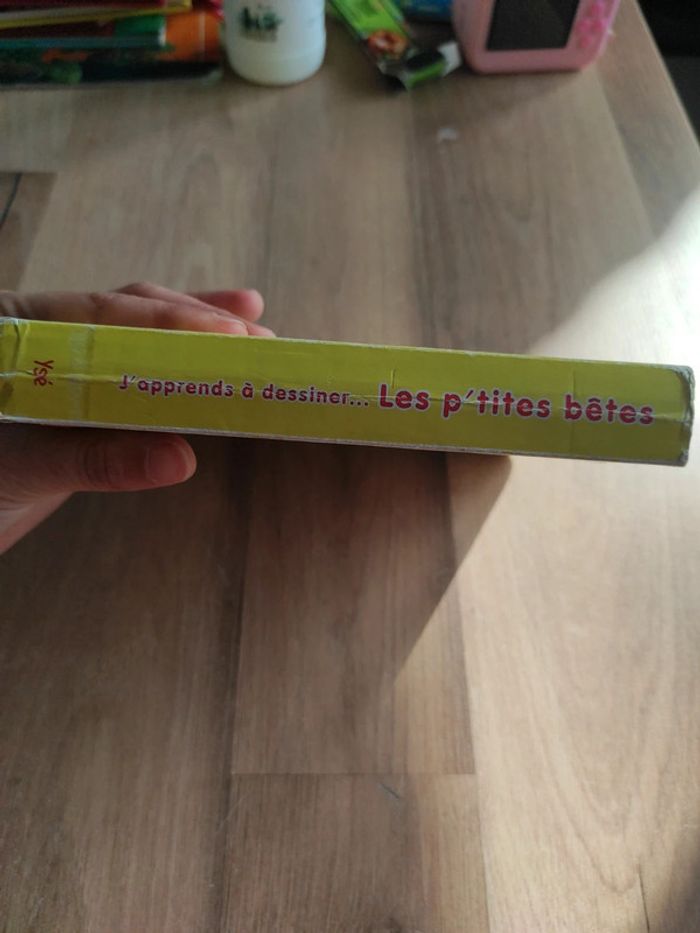 Ysé
J'apprends à dessiner... Les p'tites bêtes